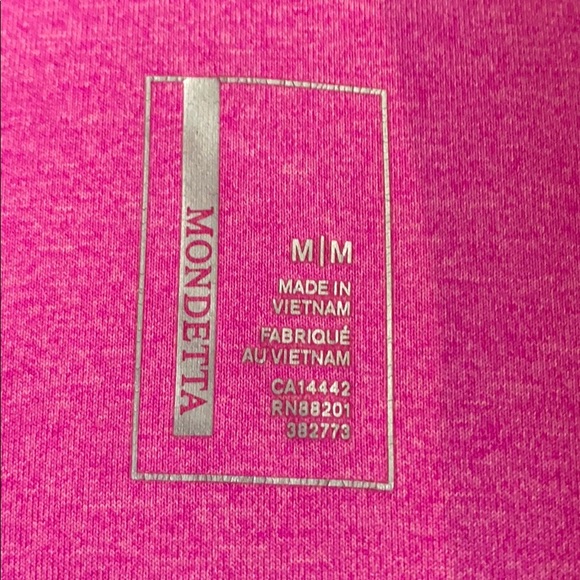 MONDETTA
M|M
MADE IN
VIETNAM
FABRIQUÉ
AU VIETNAM
CA14442
RN88201
382773